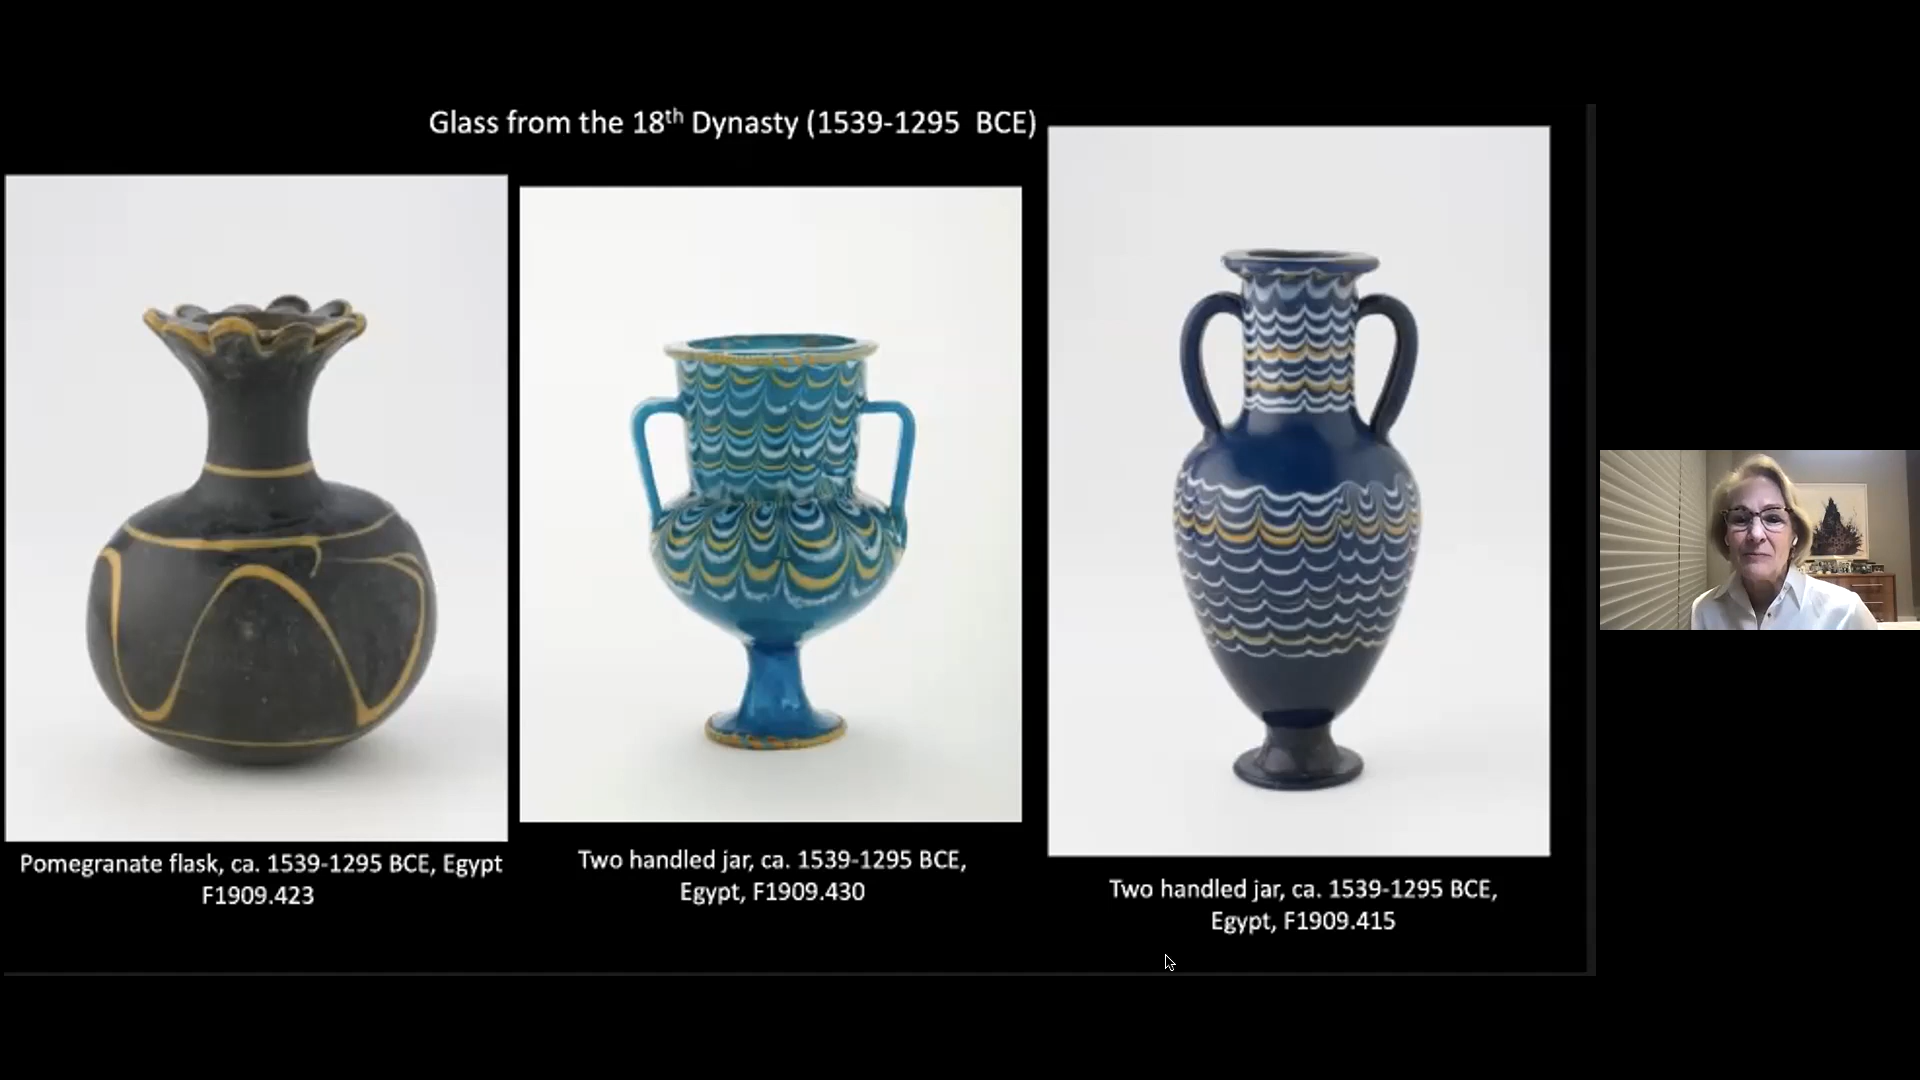 Glass from the 18th Dynasty (1539-1295 BCE)
Pomegranate flask, ca. 1539-1295 BCE, Egypt
F1909.423
Two handled jar, ca. 1539-1295 BCE,
Egypt, F1909.430
Two handled jar, ca. 1539-1295 BCE,
Egypt, F1909.415